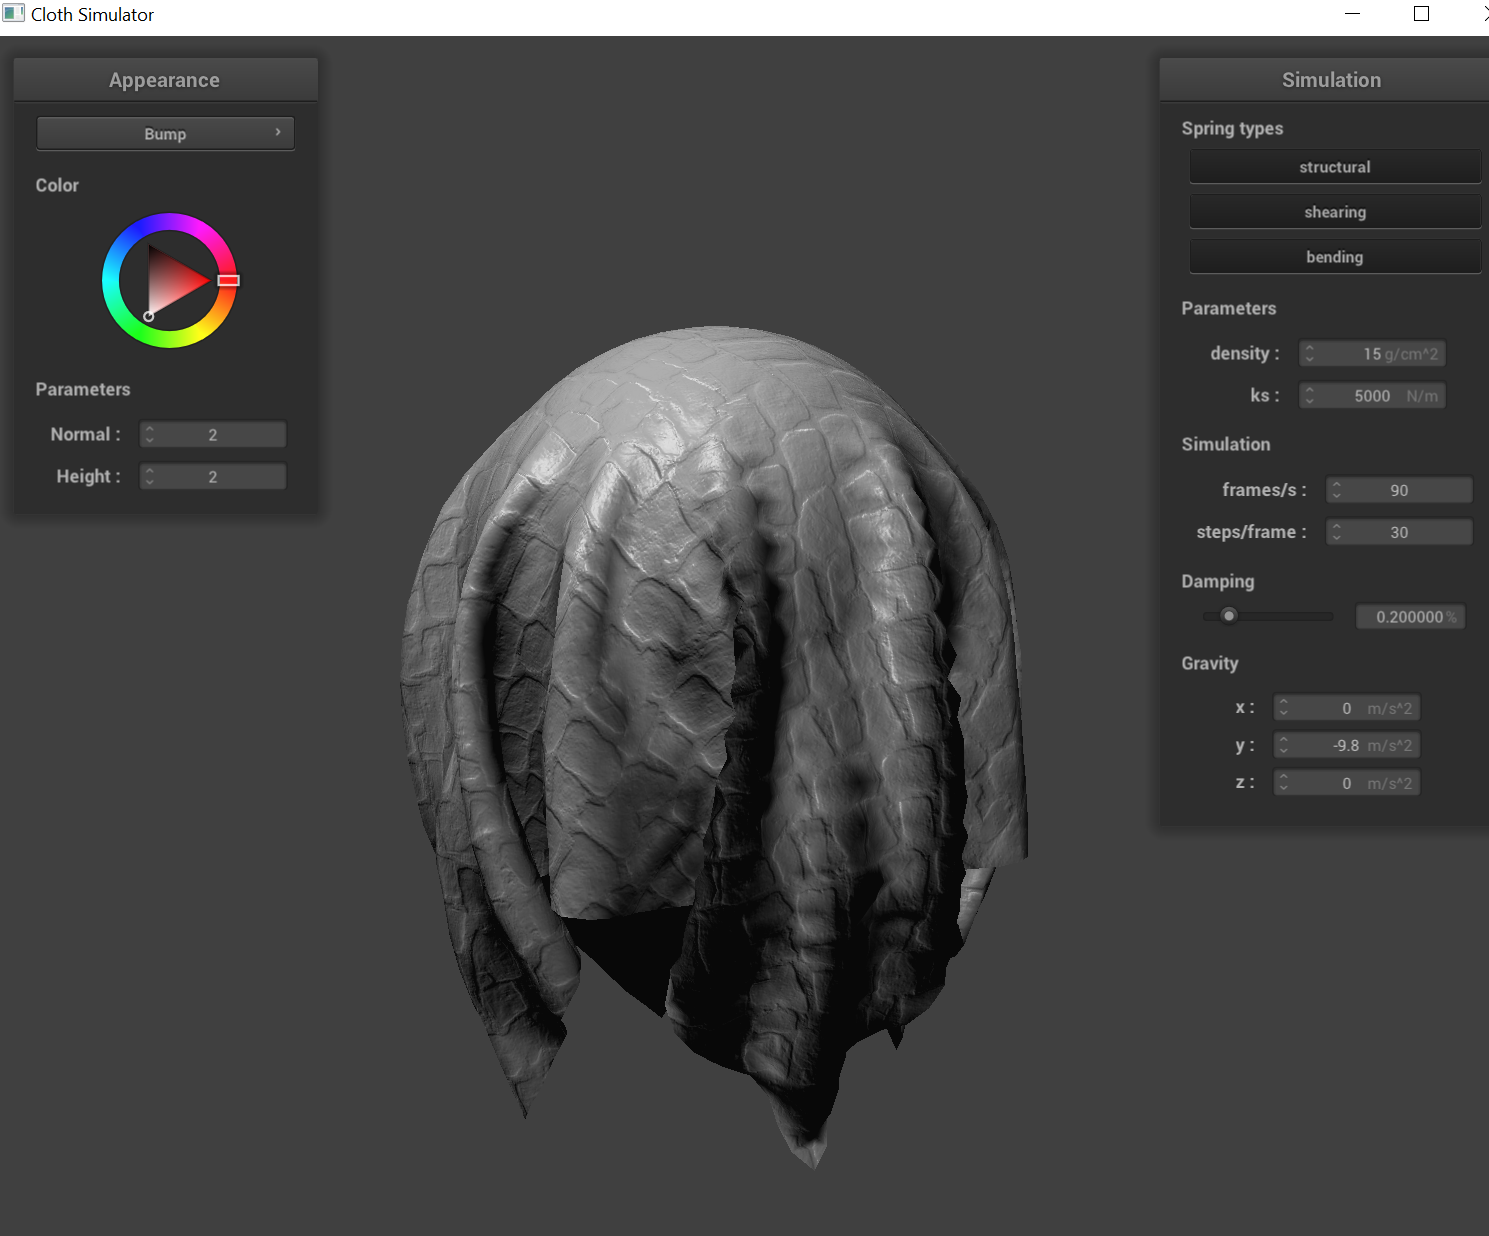 Cloth Simulator
Appearance
Bump
Color
Parameters
Normal : 2
Height : 2
Simulation
Spring types
structural
shearing
bending
Parameters
density : 15 g/cm^2
ks : 5000 N/m
Simulation
frames/s : 90
steps/frame : 30
Damping
0.200000 %
Gravity
x : 0 m/s^2
y : -9.8 m/s^2
z : 0 m/s^2